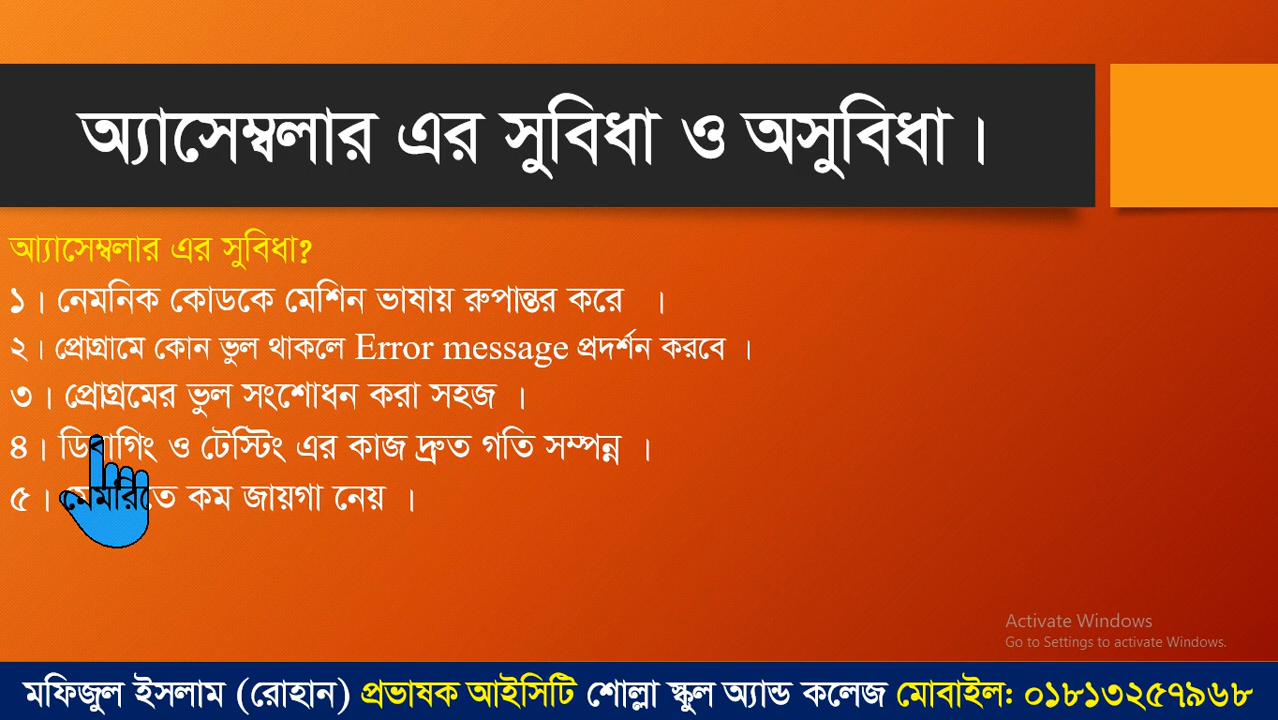 অ্যাসেম্বলার এর সুবিধা ও অসুবিধা।
আ্যাসেম্বলার এর সুবিধা?
১। নেমনিক কোডকে মেশিন ভাষায় রুপান্তর করে ।
২। প্রোগ্রামে কোন ভুল থাকলে Error message প্রদর্শন করবে ।
৩। প্রোগ্রমের ভুল সংশোধন করা সহজ ।
৪। ডিবাগিং ও টেস্টিং এর কাজ দ্রুত গতি সম্পন্ন ।
৫। মেমরিতে কম জায়গা নেয় ।
Activate Windows
Go to Settings to activate Windows.
মফিজুল ইসলাম (রোহান) প্রভাষক আইসিটি শোল্লা স্কুল অ্যান্ড কলেজ মোবাইল: ০১৮১৩২৫৭৯৬৮